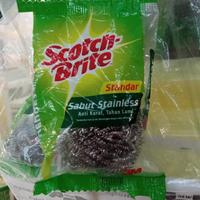 Scotch-
Brite
Standar
Sabut Stainless
Anti Karat, Tahan Lama